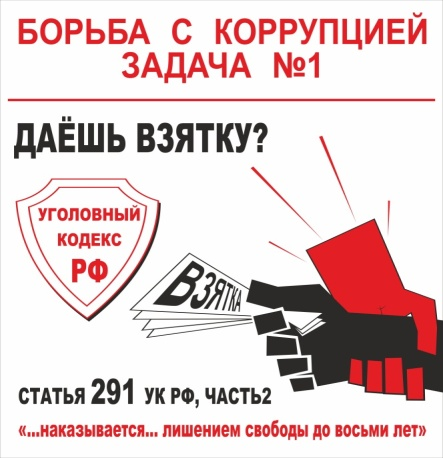 БОРЬБА С КОРРУПЦИЕЙ
ЗАДАЧА №1
ДАЁШЬ ВЗЯТКУ?
УГОЛОВНЫЙ
КОДЕКС
РФ
ВЗЯТКА
СТАТЬЯ 291 УК РФ, ЧАСТЬ2
«...наказывается... лишением свободы до восьми лет»